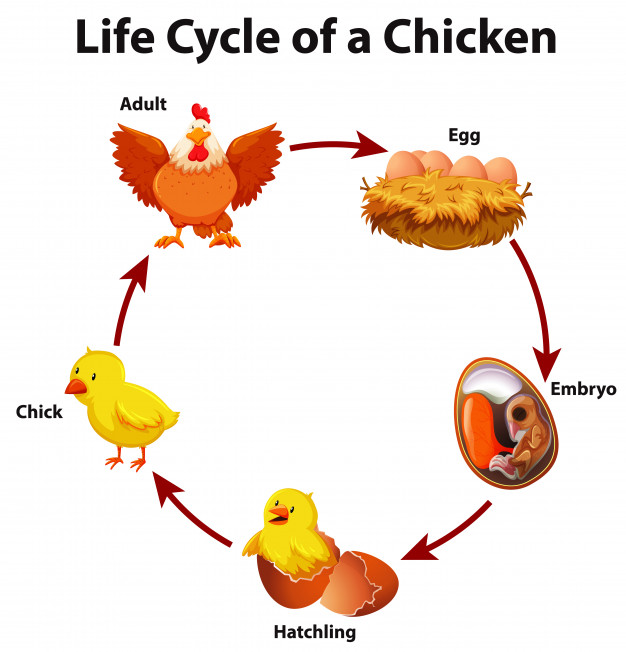 Life Cycle of a Chicken
Adult
Egg
Embryo
Hatchling
Chick